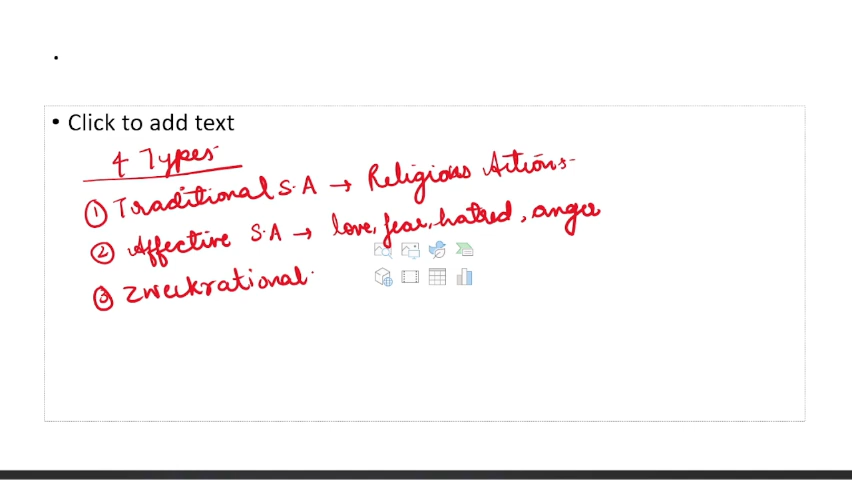 .
• Click to add text
4 Types
① Traditional S.A → Religious Actions
② Affective S.A → love, fear, hatred, anger
③ Zweckrational